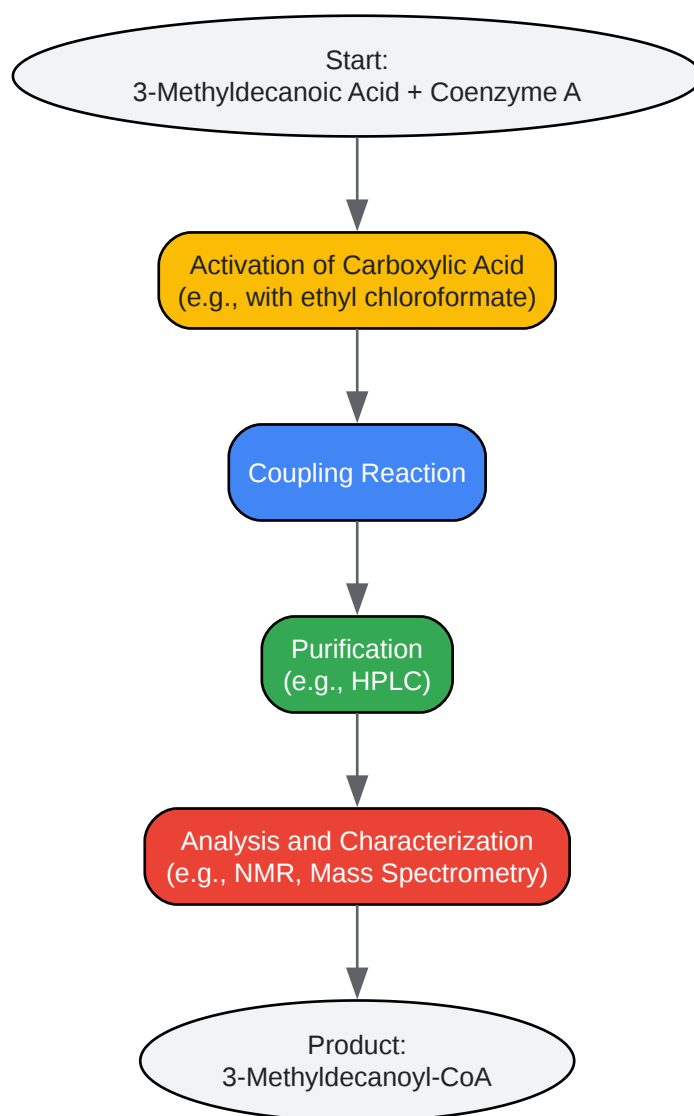 Start:
3-Methyldecanoic Acid + Coenzyme A
Activation of Carboxylic Acid
(e.g., with ethyl chloroformate)
Coupling Reaction
Purification
(e.g., HPLC)
Analysis and Characterization
(e.g., NMR, Mass Spectrometry)
Product:
3-Methyldecanoyl-CoA